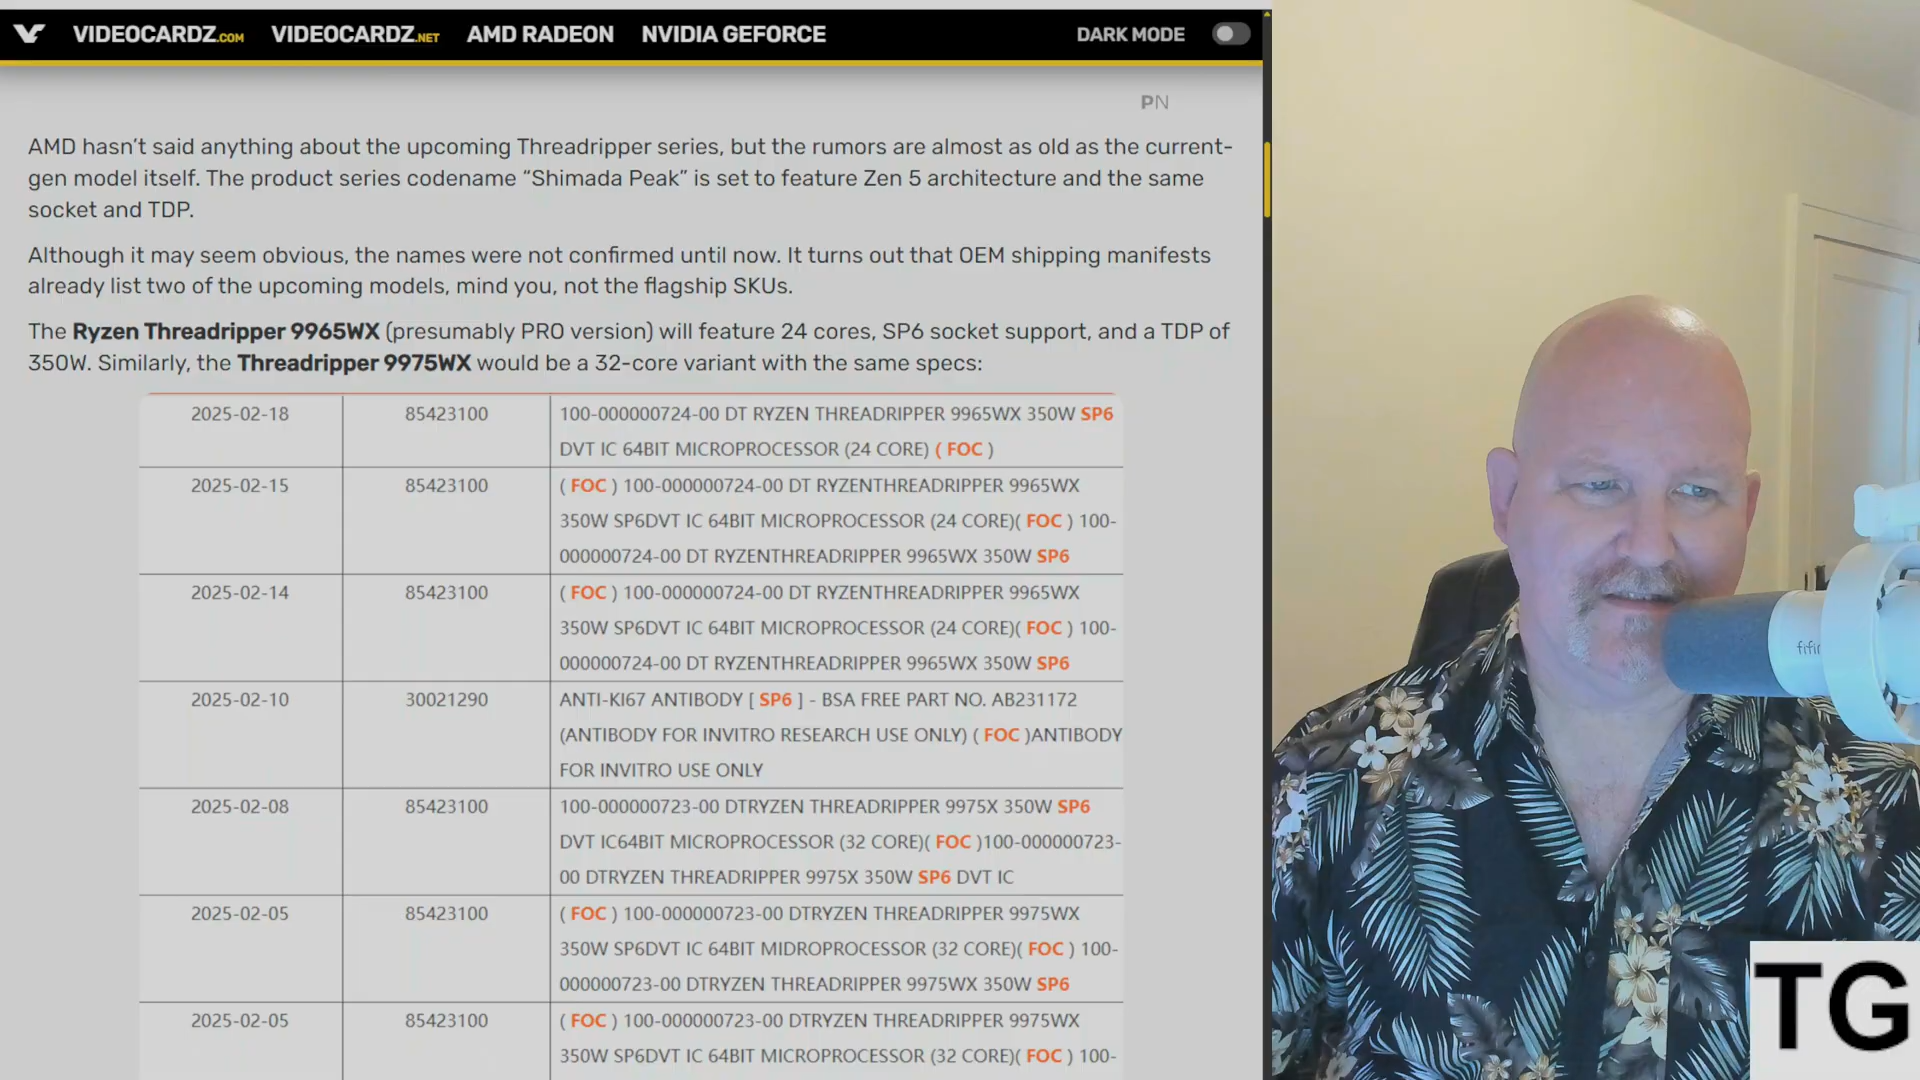 VIDEOCARDZ.COM VIDEOCARDZ.NET AMD RADEON NVIDIA GEFORCE DARK MODE
PN
AMD hasn't said anything about the upcoming Threadripper series, but the rumors are almost as old as the current-
gen model itself. The product series codename “Shimada Peak” is set to feature Zen 5 architecture and the same
socket and TDP.
Although it may seem obvious, the names were not confirmed until now. It turns out that OEM shipping manifests
already list two of the upcoming models, mind you, not the flagship SKUs.
The Ryzen Threadripper 9965WX (presumably PRO version) will feature 24 cores, SP6 socket support, and a TDP of
350W. Similarly, the Threadripper 9975WX would be a 32-core variant with the same specs:
2025-02-18 85423100 100-000000724-00 DT RYZEN THREADRIPPER 9965WX 350W SP6
DVT IC 64BIT MICROPROCESSOR (24 CORE) ( FOC )
2025-02-15 85423100 ( FOC ) 100-000000724-00 DT RYZENTHREADRIPPER 9965WX
350W SP6DVT IC 64BIT MICROPROCESSOR (24 CORE)( FOC ) 100-
000000724-00 DT RYZENTHREADRIPPER 9965WX 350W SP6
2025-02-14 85423100 ( FOC ) 100-000000724-00 DT RYZENTHREADRIPPER 9965WX
350W SP6DVT IC 64BIT MICROPROCESSOR (24 CORE)( FOC ) 100-
000000724-00 DT RYZENTHREADRIPPER 9965WX 350W SP6
2025-02-10 30021290 ANTI-KI67 ANTIBODY [ SP6 ] - BSA FREE PART NO. AB231172
(ANTIBODY FOR INVITRO RESEARCH USE ONLY) ( FOC )ANTIBODY
FOR INVITRO USE ONLY
2025-02-08 85423100 100-000000723-00 DTRYZEN THREADRIPPER 9975X 350W SP6
DVT IC64BIT MICROPROCESSOR (32 CORE)( FOC )100-000000723-
00 DTRYZEN THREADRIPPER 9975X 350W SP6 DVT IC
2025-02-05 85423100 ( FOC ) 100-000000723-00 DTRYZEN THREADRIPPER 9975WX
350W SP6DVT IC 64BIT MIDROPROCESSOR (32 CORE)( FOC ) 100-
000000723-00 DTRYZEN THREADRIPPER 9975WX 350W SP6
2025-02-05 85423100 ( FOC ) 100-000000723-00 DTRYZEN THREADRIPPER 9975WX
350W SP6DVT IC 64BIT MICROPROCESSOR (32 CORE)( FOC ) 100-
TG